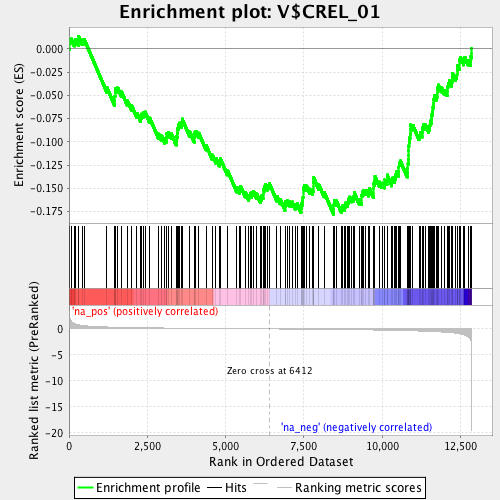 Enrichment plot: V$CREL_01
Enrichment score (ES)
0.000
-0.025
-0.050
-0.075
-0.100
-0.125
-0.150
-0.175
'na_pos' (positively correlated)
Ranked list metric (PreRanked)
0
-5
-10
-15
-20
Zero cross at 6412
'na_neg' (negatively correlated)
0
2,500
5,000
7,500
10,000
12,500
Rank in Ordered Dataset
Enrichment profile
Hits
Ranking metric scores